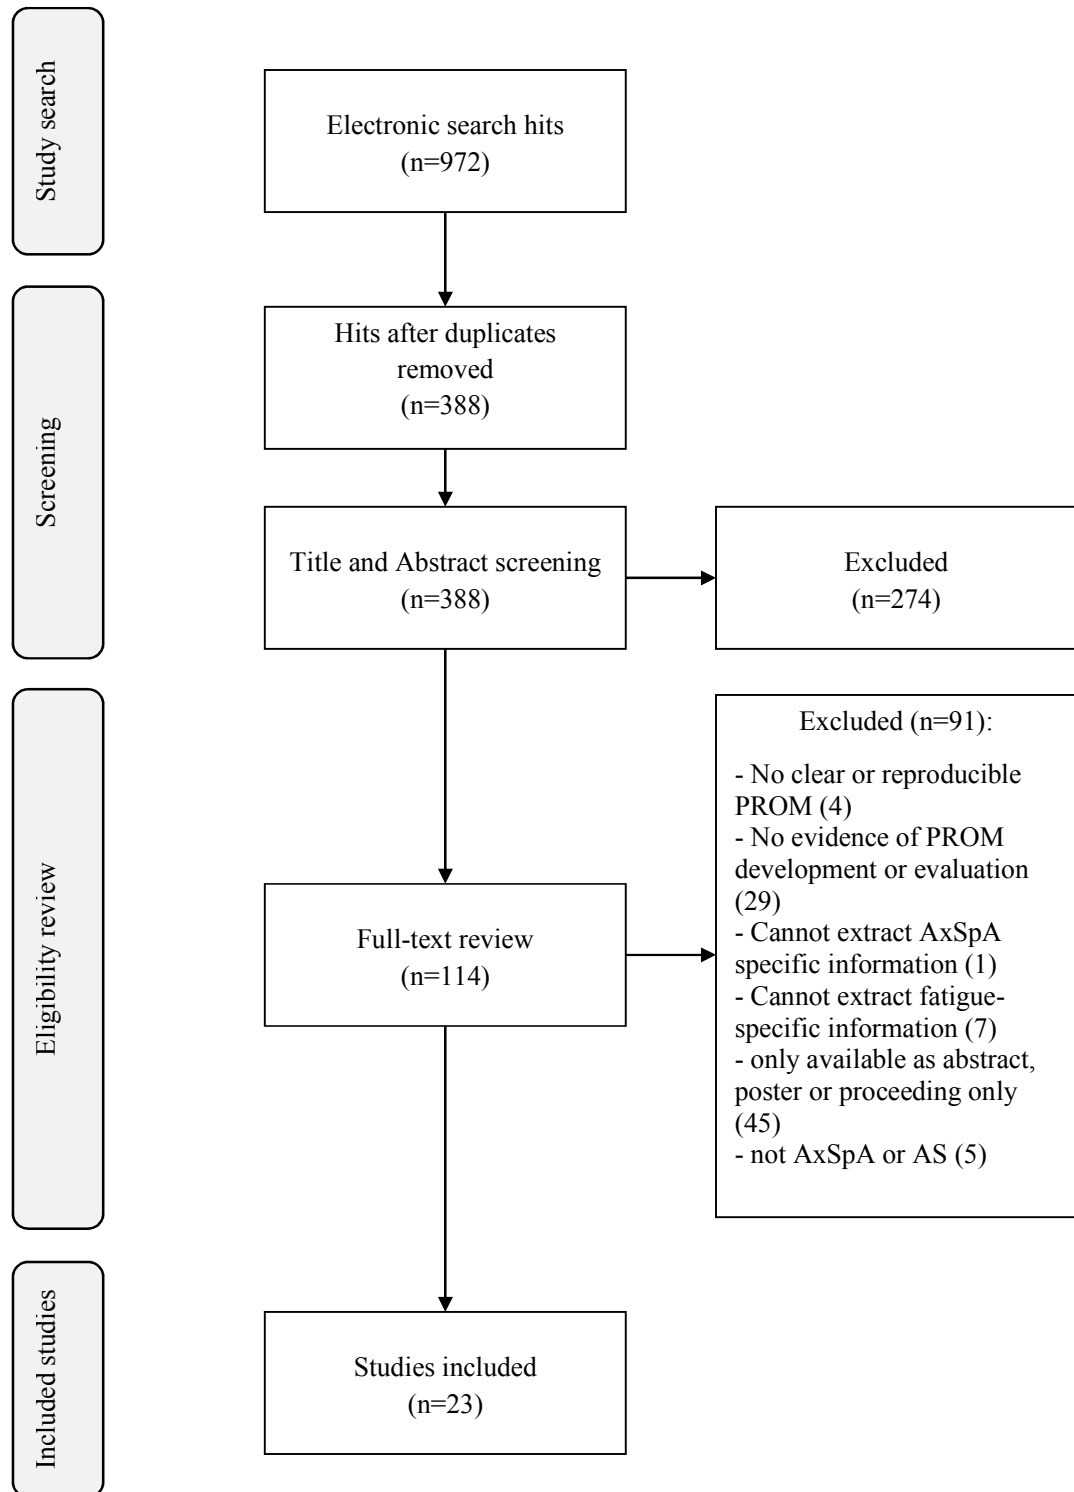 Study search
Electronic search hits
(n=972)
Screening
Hits after duplicates
removed
(n=388)
Title and Abstract screening
(n=388)
Excluded
(n=274)
Eligibility review
Full-text review
(n=114)
Excluded (n=91):
- No clear or reproducible
PROM (4)
- No evidence of PROM
development or evaluation
(29)
- Cannot extract AxSpA
specific information (1)
- Cannot extract fatigue-
specific information (7)
- only available as abstract,
poster or proceeding only
(45)
- not AxSpA or AS (5)
Included studies
Studies included
(n=23)